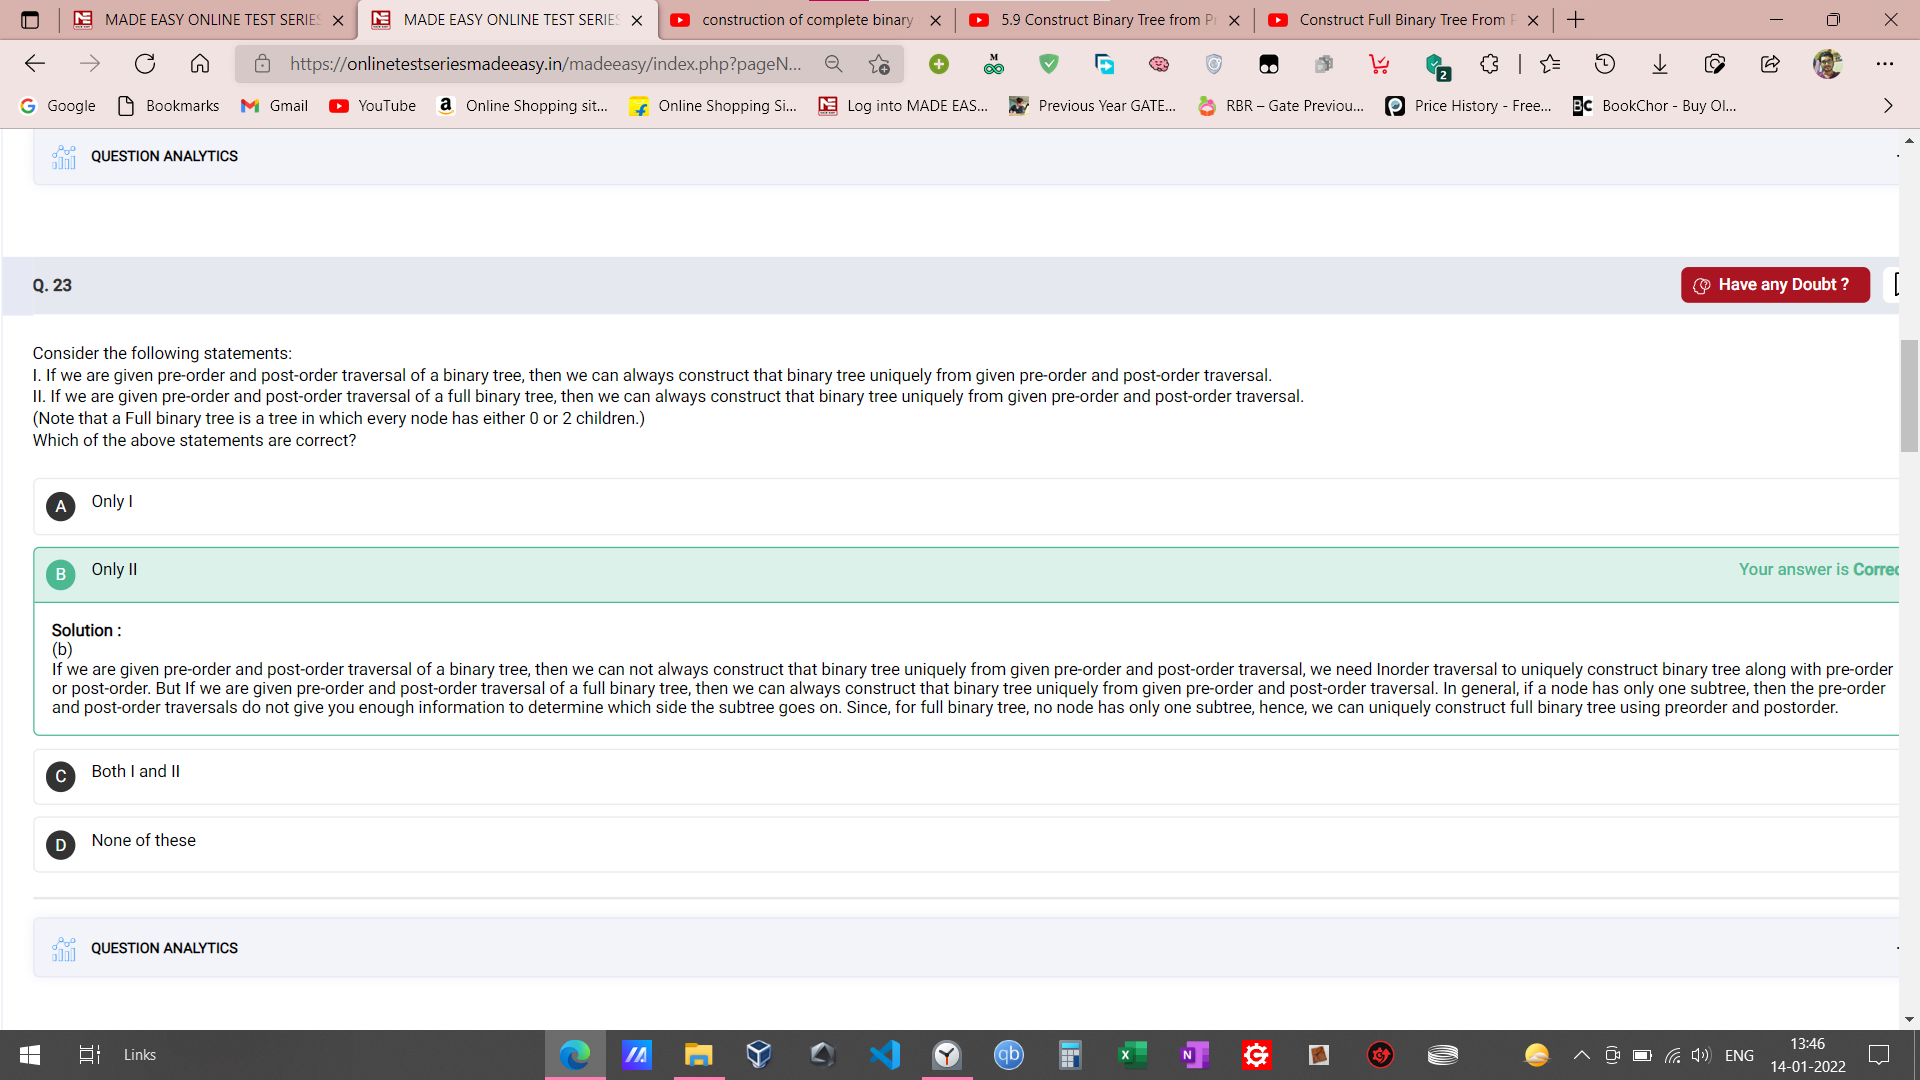 MADE EASY ONLINE TEST SERIES
MADE EASY ONLINE TEST SERIES
construction of complete binary
5.9 Construct Binary Tree from Pr
Construct Full Binary Tree From P
https://onlinetestseriesmadeeasy.in/madeeasy/index.php?pageN...
2
Google
Bookmarks
Gmail
YouTube
Online Shopping sit...
Online Shopping Si...
Log into MADE EAS...
Previous Year GATE...
RBR – Gate Previou...
Price History - Free...
BookChor - Buy Ol...
QUESTION ANALYTICS
Q. 23
Have any Doubt ?
Consider the following statements:
I. If we are given pre-order and post-order traversal of a binary tree, then we can always construct that binary tree uniquely from given pre-order and post-order traversal.
II. If we are given pre-order and post-order traversal of a full binary tree, then we can always construct that binary tree uniquely from given pre-order and post-order traversal.
(Note that a Full binary tree is a tree in which every node has either 0 or 2 children.)
Which of the above statements are correct?
A Only I
B Only II
Your answer is Correc
Solution :
(b)
If we are given pre-order and post-order traversal of a binary tree, then we can not always construct that binary tree uniquely from given pre-order and post-order traversal, we need Inorder traversal to uniquely construct binary tree along with pre-order
or post-order. But If we are given pre-order and post-order traversal of a full binary tree, then we can always construct that binary tree uniquely from given pre-order and post-order traversal. In general, if a node has only one subtree, then the pre-order
and post-order traversals do not give you enough information to determine which side the subtree goes on. Since, for full binary tree, no node has only one subtree, hence, we can uniquely construct full binary tree using preorder and postorder.
C Both I and II
D None of these
QUESTION ANALYTICS
Links
qb
ENG
13:46
14-01-2022